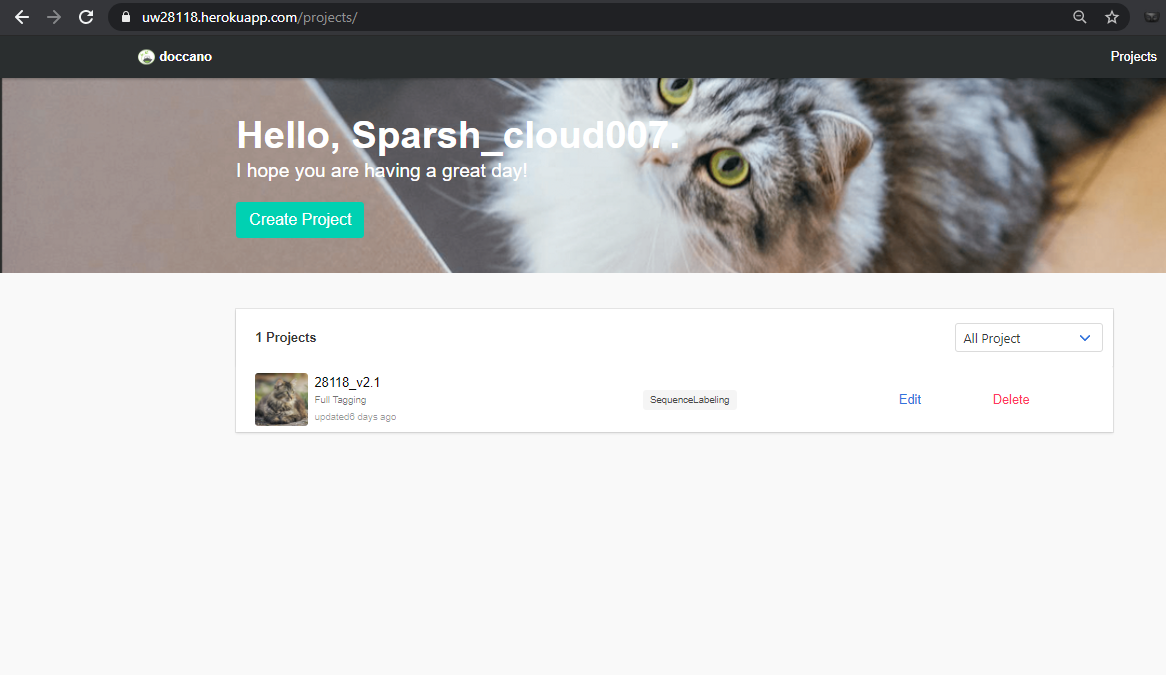 uw28118.herokuapp.com/projects/
doccano
Projects
Hello, Sparsh_cloud007.
I hope you are having a great day!
Create Project
1 Projects
All Project
28118_v2.1
Full Tagging
updated6 days ago
SequenceLabeling
Edit
Delete